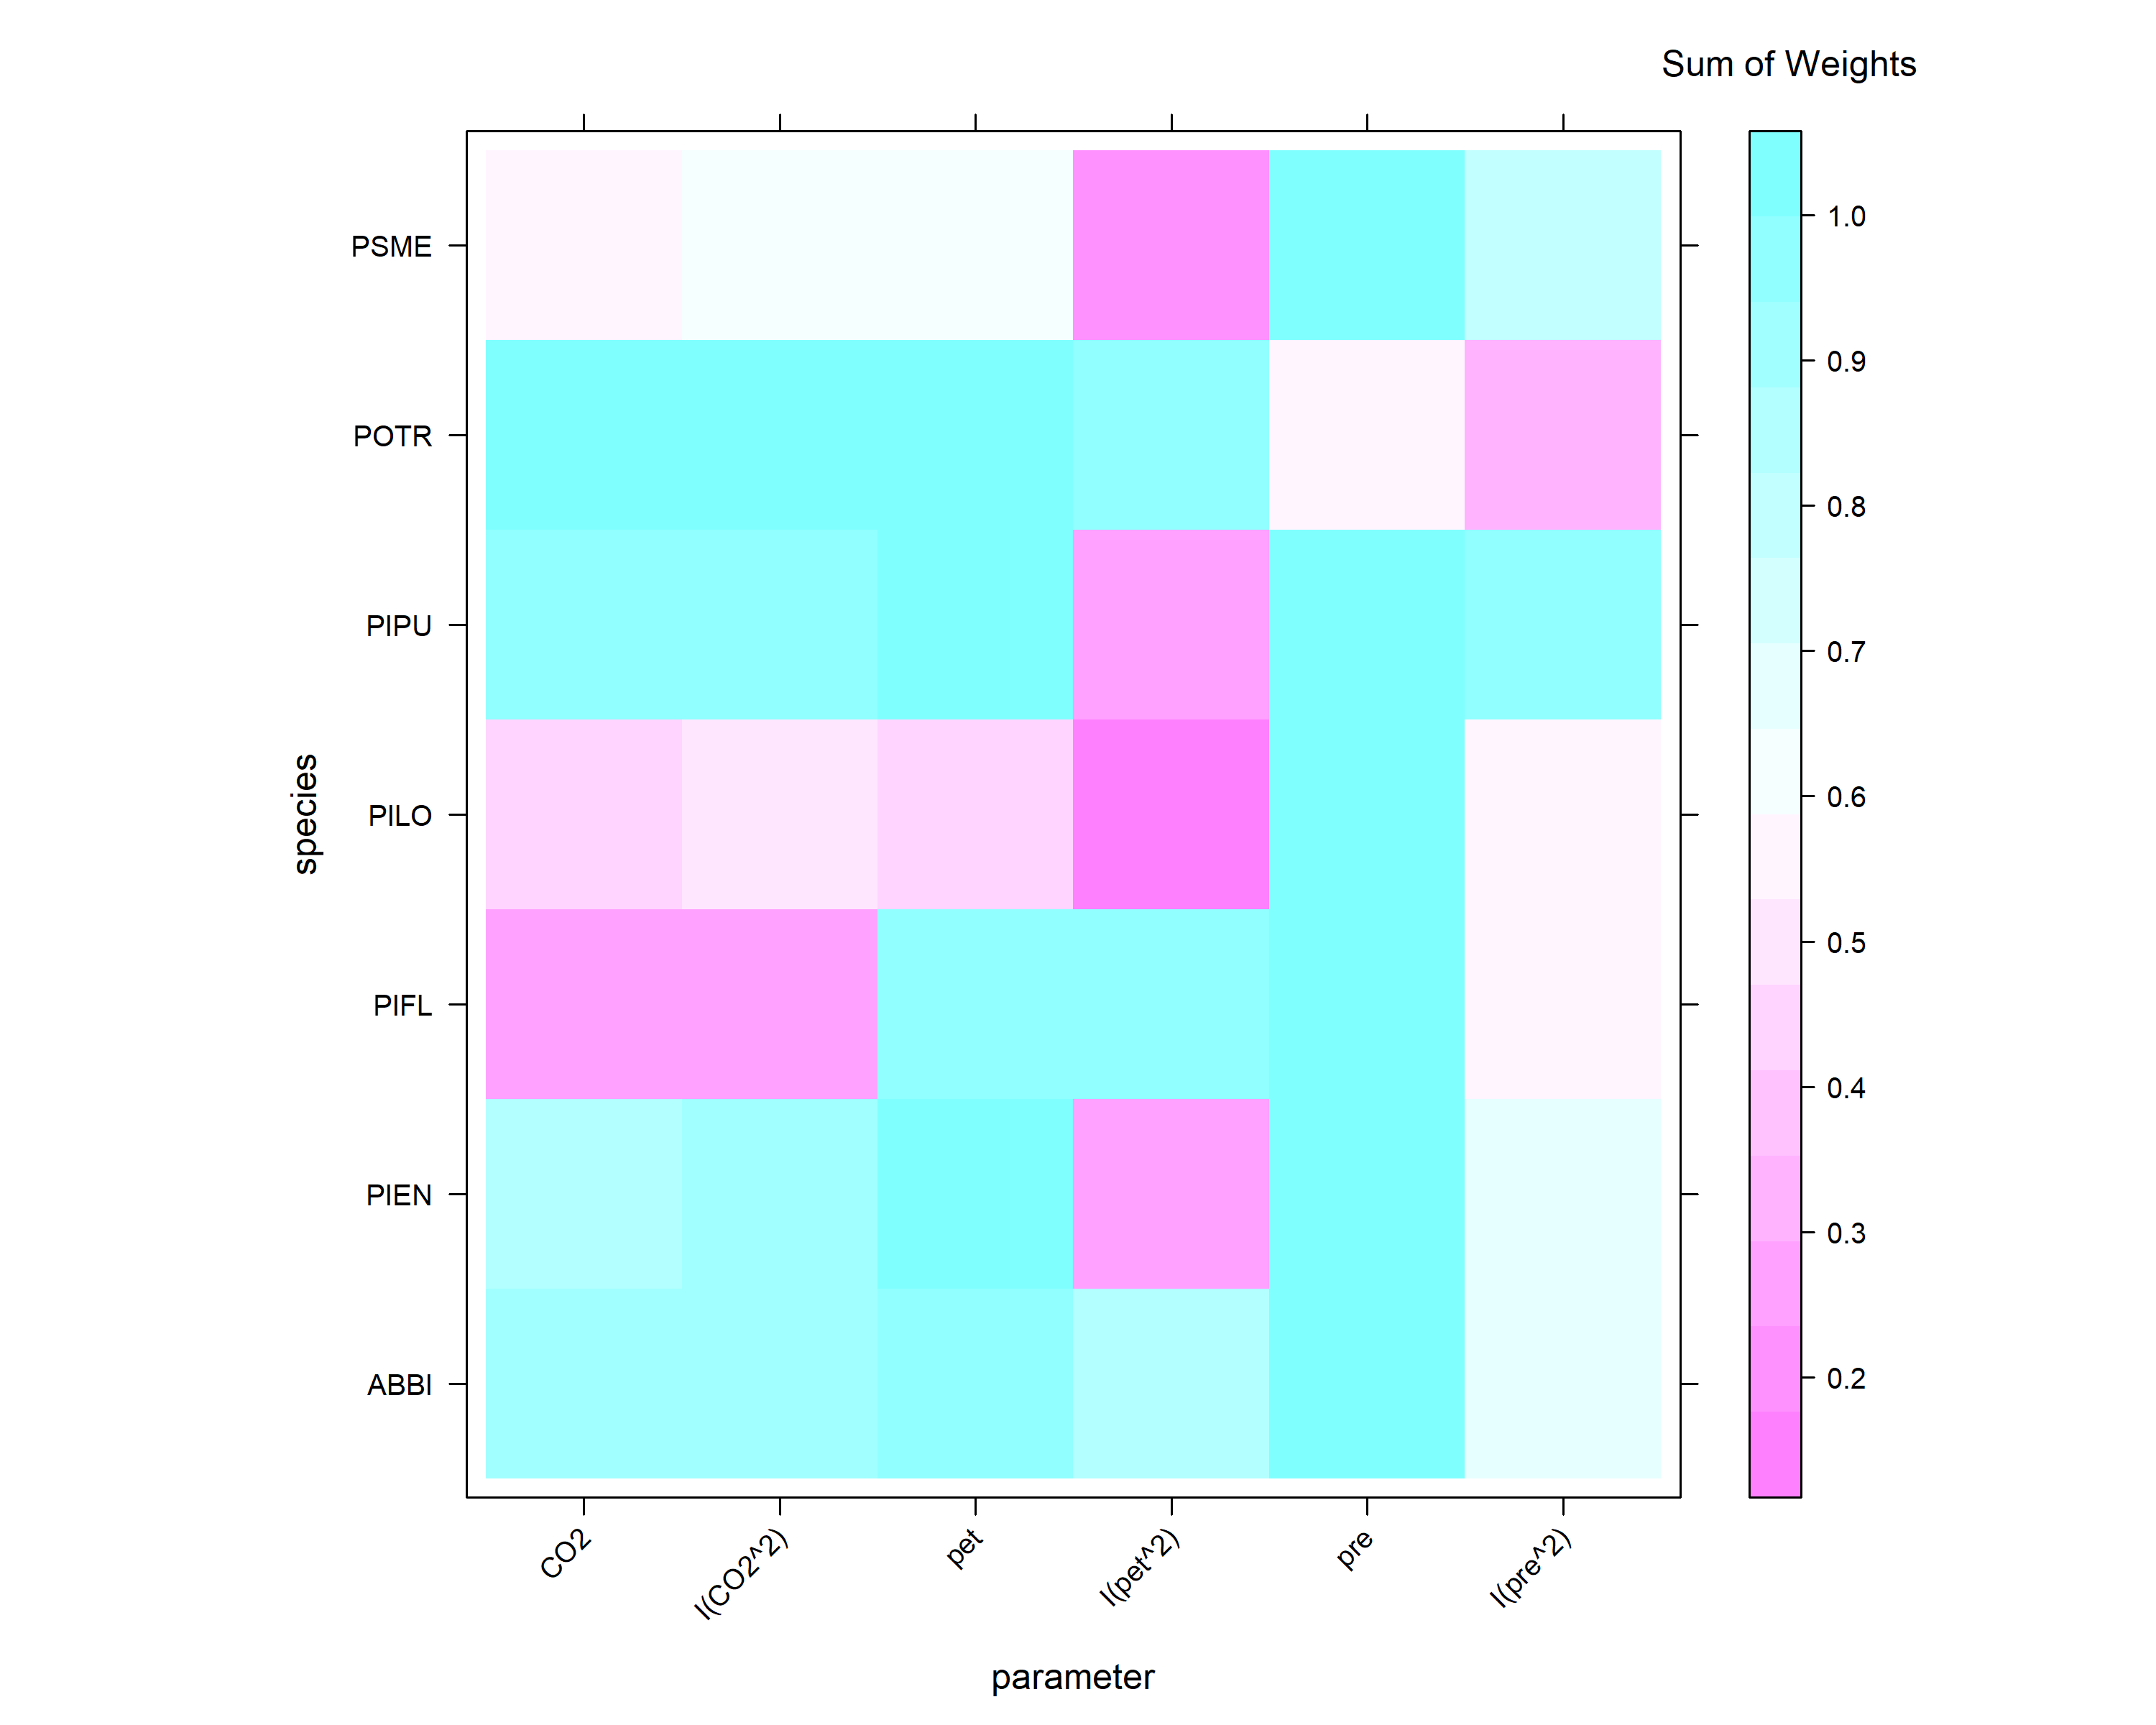 Sum of Weights
PSME
POTR
PIPU
PILO
PIFL
PIEN
ABBI
species
CO2
I(CO2^2)
pet
I(pet^2)
pre
I(pre^2)
parameter
1.0
0.9
0.8
0.7
0.6
0.5
0.4
0.3
0.2